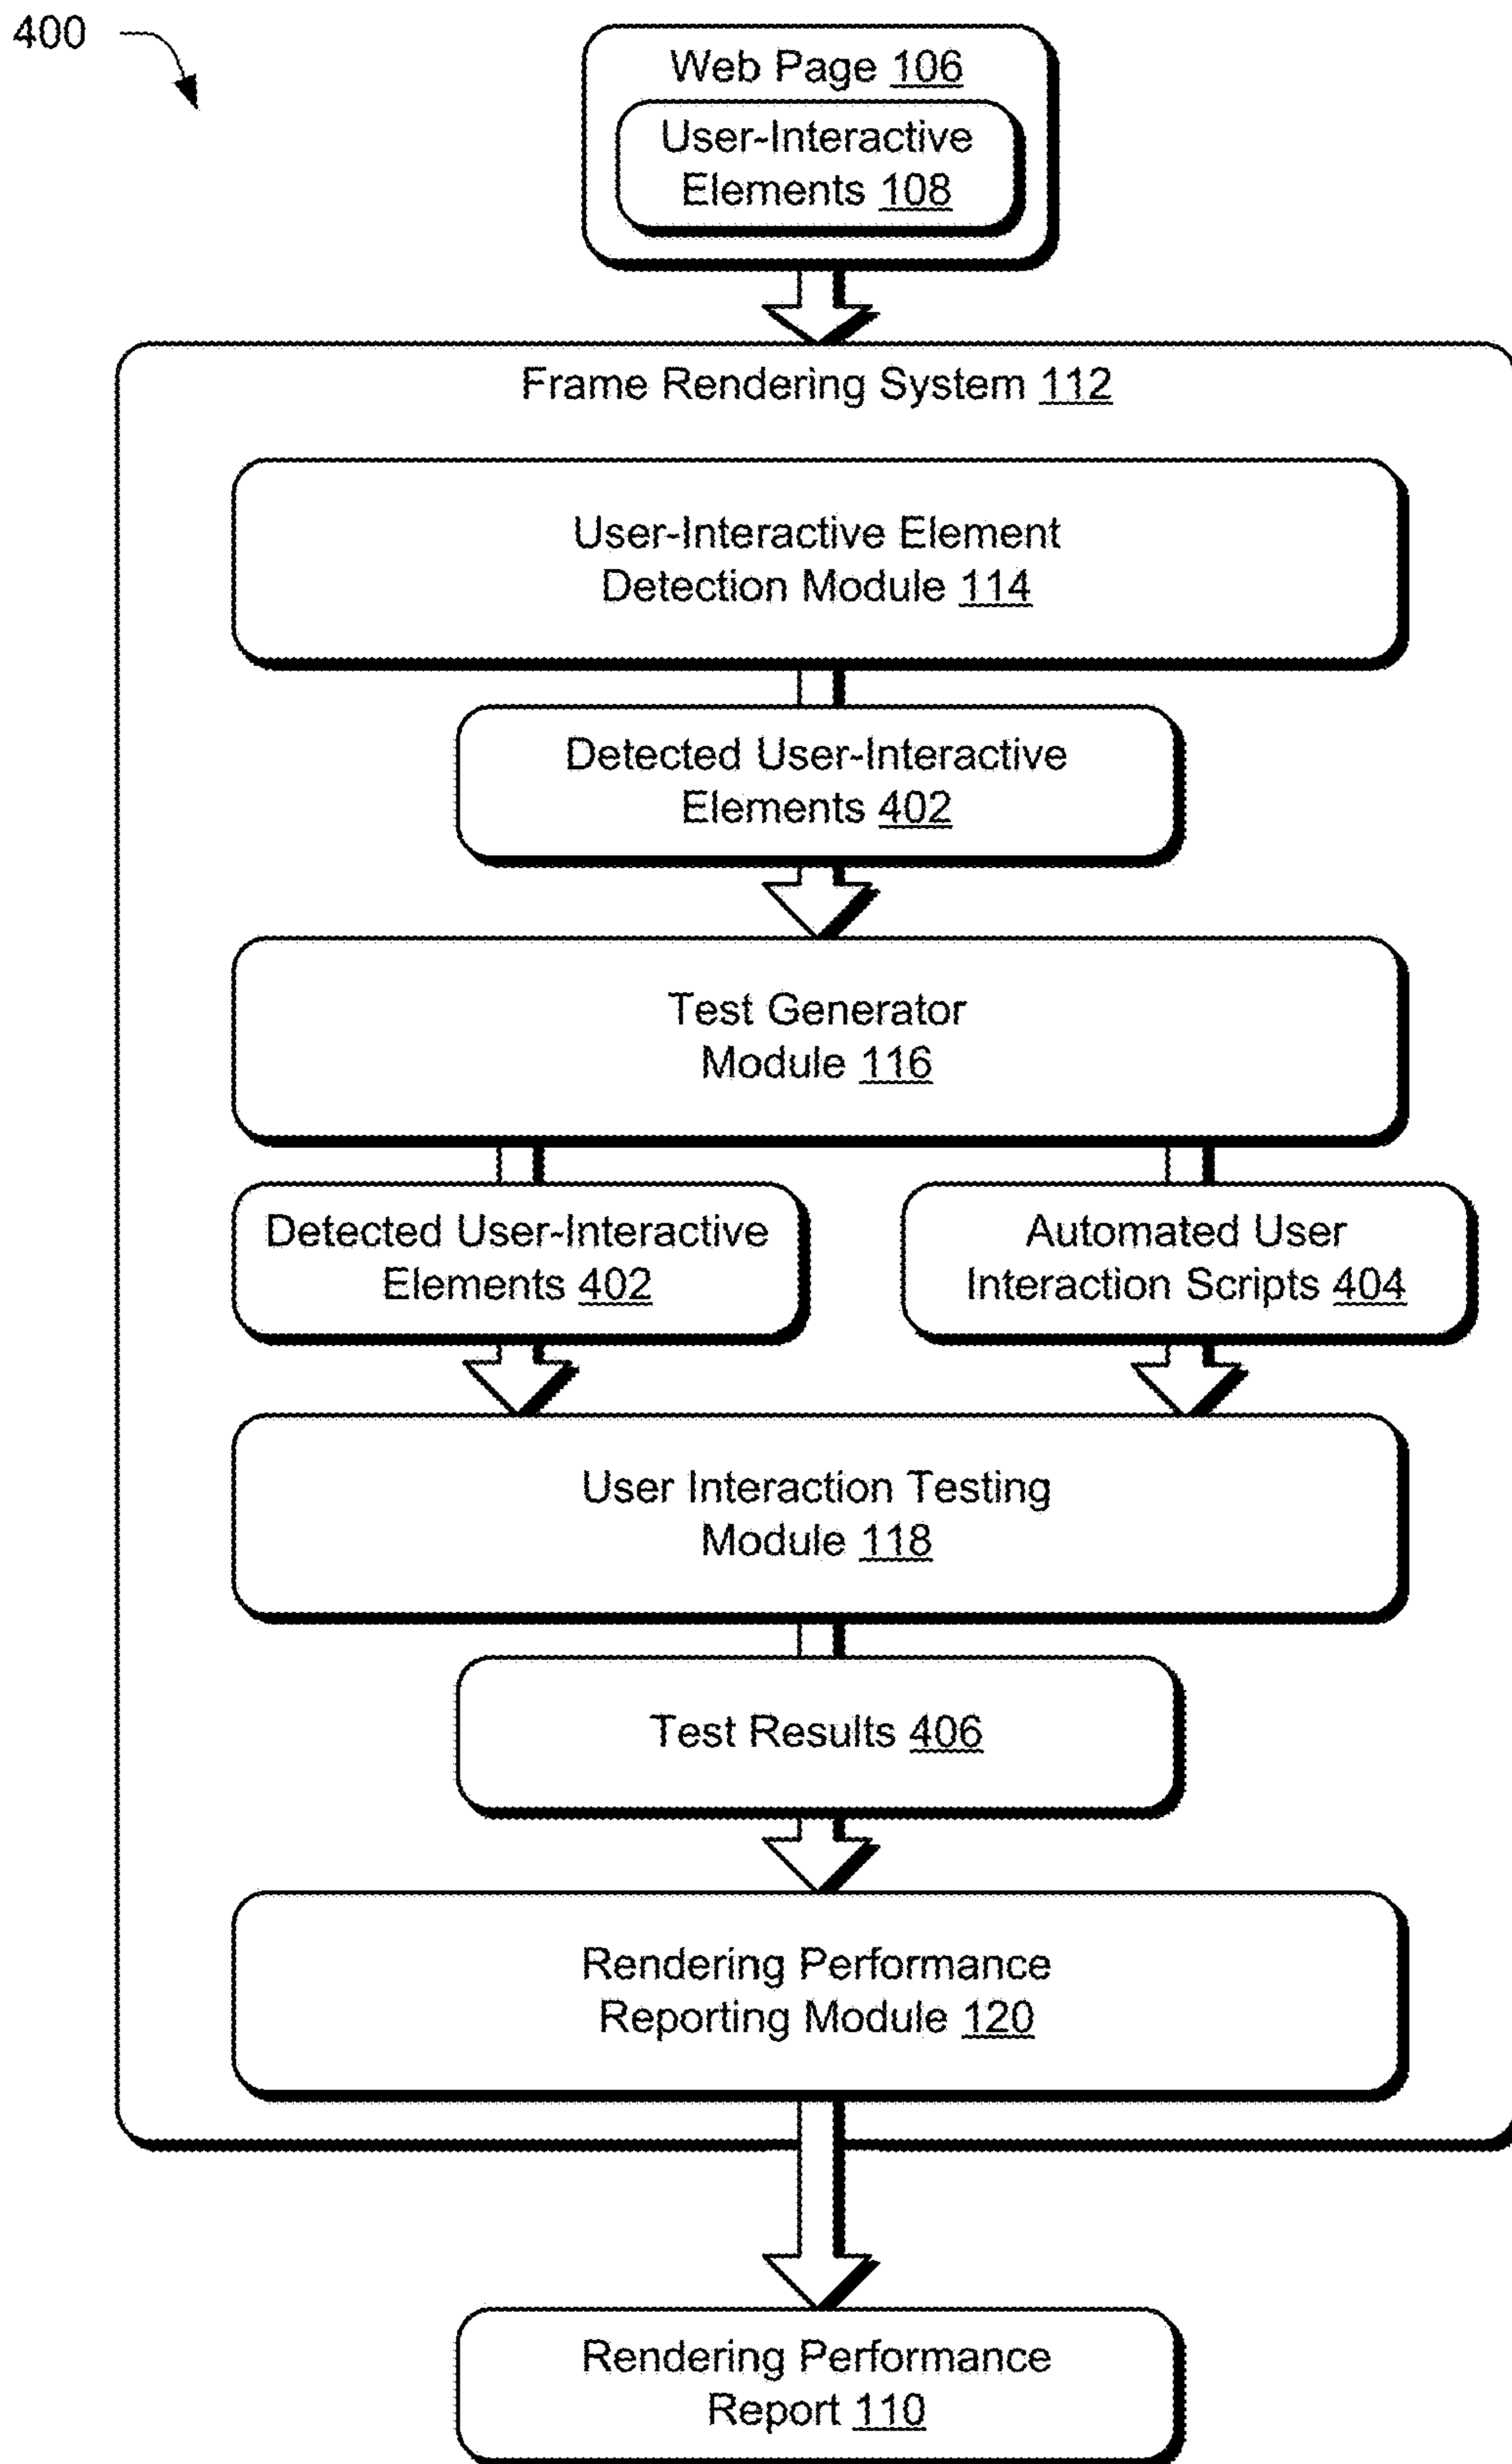 400
Web Page 106
User-Interactive
Elements 108
Frame Rendering System 112
User-Interactive Element
Detection Module 114
Detected User-Interactive
Elements 402
Test Generator
Module 116
Detected User-Interactive
Elements 402
Automated User
Interaction Scripts 404
User Interaction Testing
Module 118
Test Results 406
Rendering Performance
Reporting Module 120
Rendering Performance
Report 110